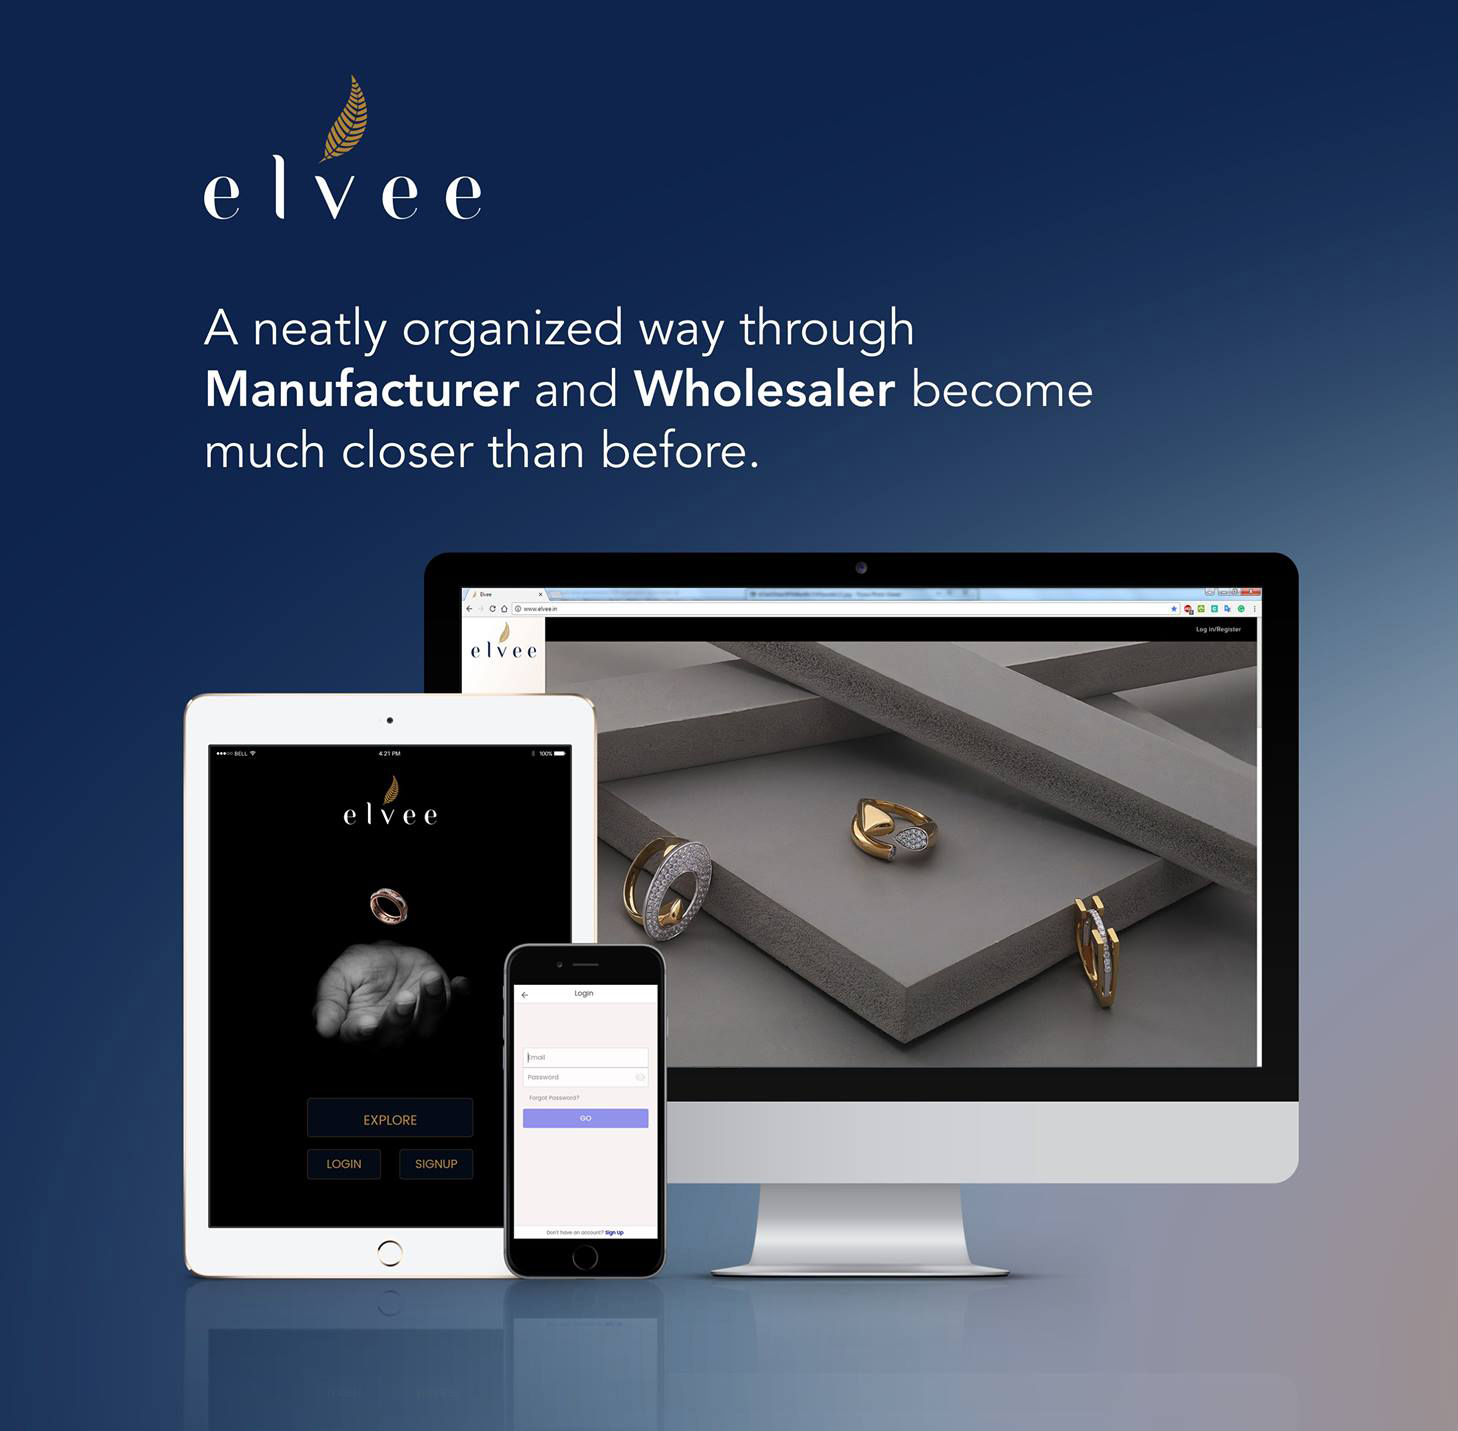 elvee
A neatly organized way through
Manufacturer and Wholesaler become
much closer than before.
Elvee
www.elvee.in
elvee
Log In/Register
BELL
4:21 PM
100%
elvee
EXPLORE
LOGIN
SIGNUP
Login
Email
Password
Forgot Password?
GO
Don't have an account? Sign Up